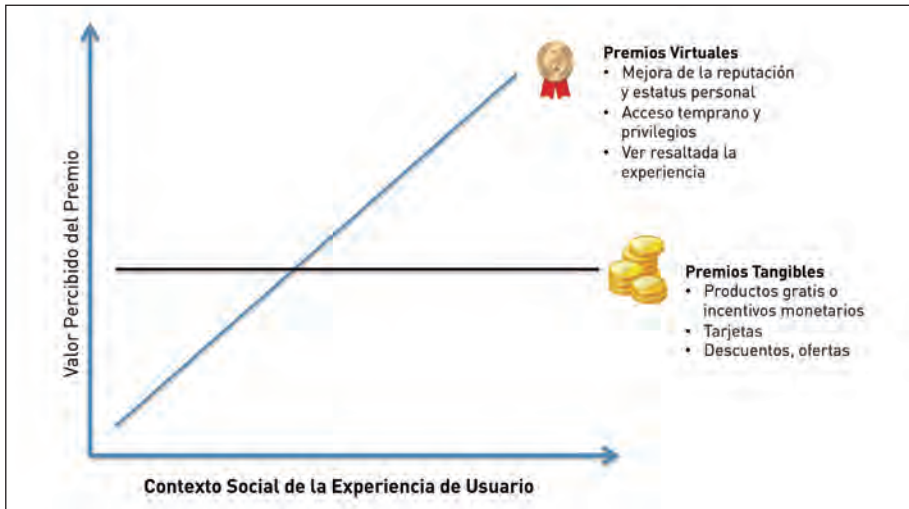 Premios Virtuales
• Mejora de la reputación
y estatus personal
• Acceso temprano y
privilegios
• Ver resaltada la
experiencia
Valor Percibido del Premio
Premios Tangibles
• Productos gratis o
incentivos monetarios
• Tarjetas
• Descuentos, ofertas
Contexto Social de la Experiencia de Usuario